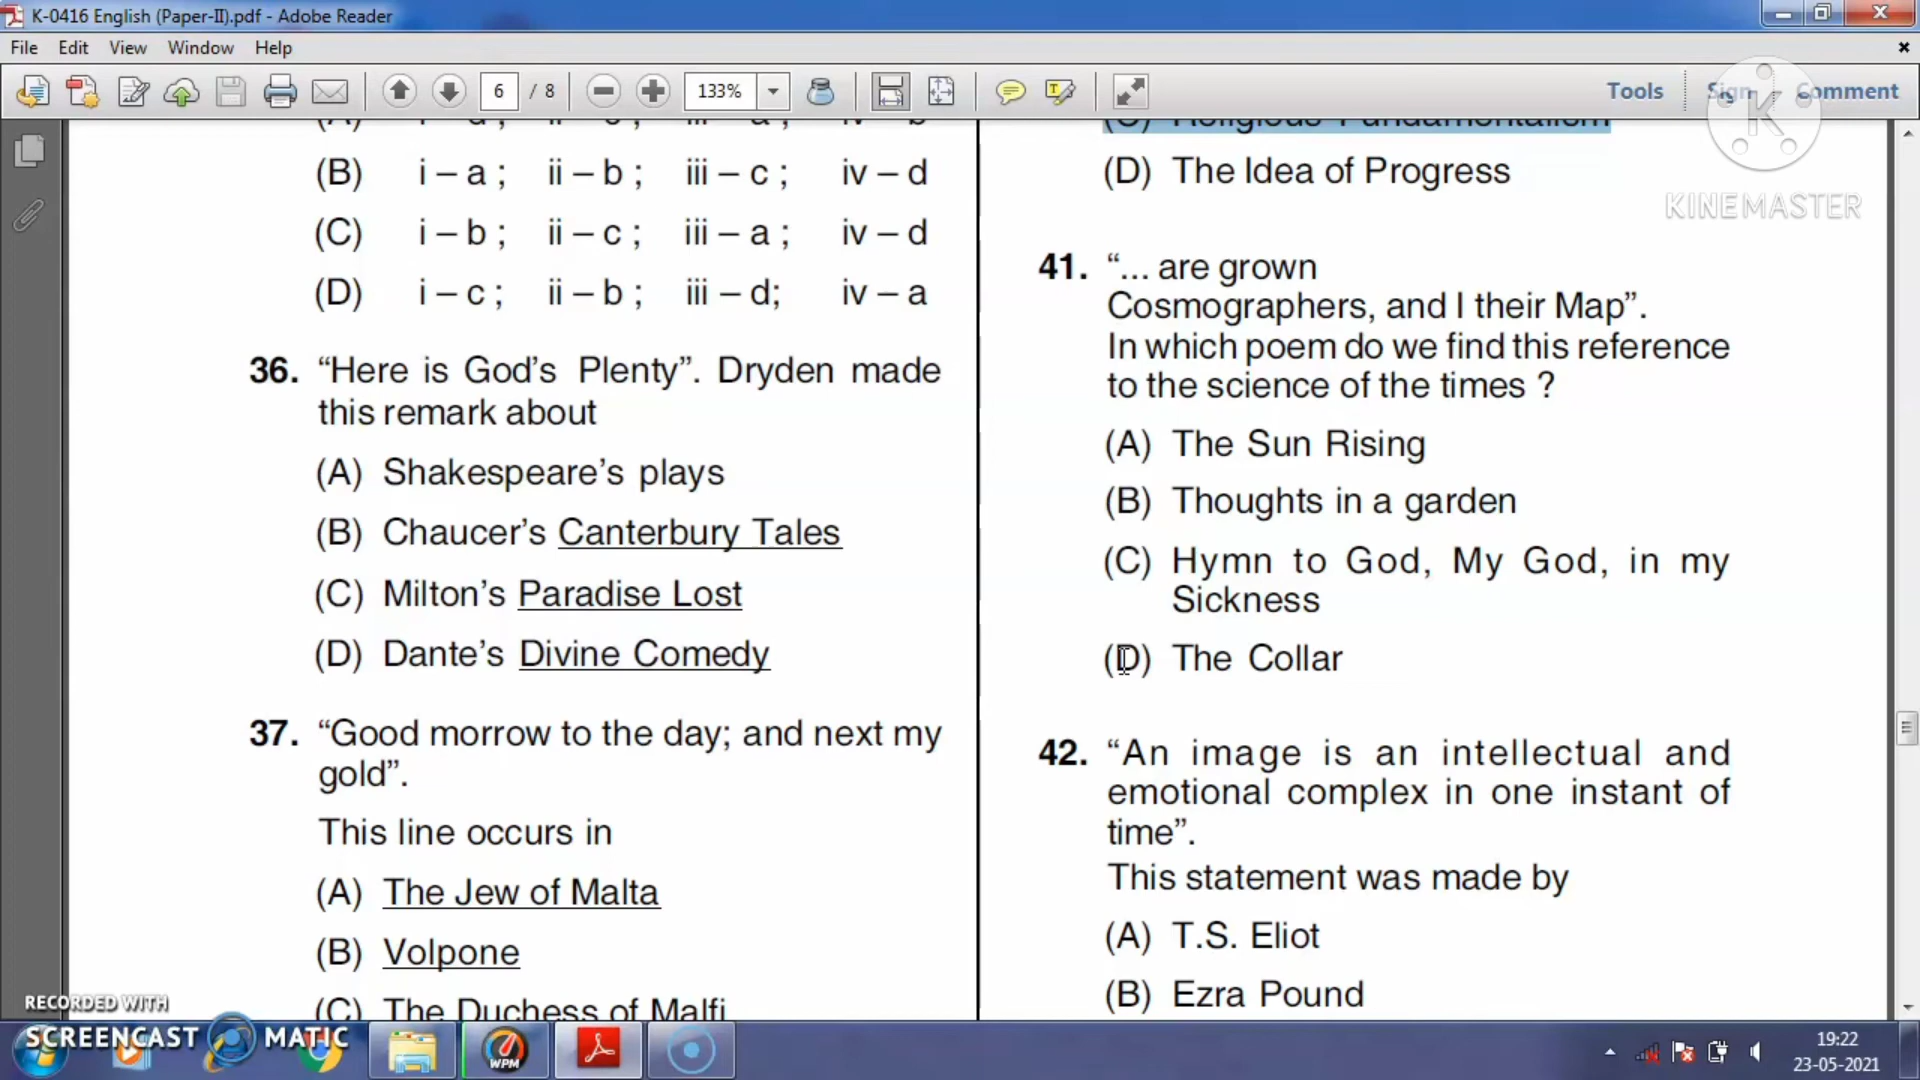 K-0416 English (Paper-II).pdf - Adobe Reader
File Edit View Window Help
6 / 8 133% Tools Sign Comment
KINEMASTER
(A) i – d ; ii – c ; iii – a ; iv – b
(B) i – a ; ii – b ; iii – c ; iv – d
(C) i – b ; ii – c ; iii – a ; iv – d
(D) i – c ; ii – b ; iii – d; iv – a
36. “Here is God’s Plenty”. Dryden made
this remark about
(A) Shakespeare’s plays
(B) Chaucer’s Canterbury Tales
(C) Milton’s Paradise Lost
(D) Dante’s Divine Comedy
37. “Good morrow to the day; and next my
gold”.
This line occurs in
(A) The Jew of Malta
(B) Volpone
(C) The Duchess of Malfi
(C) Religious Fundamentalism
(D) The Idea of Progress
41. “... are grown
Cosmographers, and I their Map”.
In which poem do we find this reference
to the science of the times ?
(A) The Sun Rising
(B) Thoughts in a garden
(C) Hymn to God, My God, in my
Sickness
(D) The Collar
42. “An image is an intellectual and
emotional complex in one instant of
time”.
This statement was made by
(A) T.S. Eliot
(B) Ezra Pound
RECORDED WITH
SCREENCAST MATIC
WPM
19:22
23-05-2021